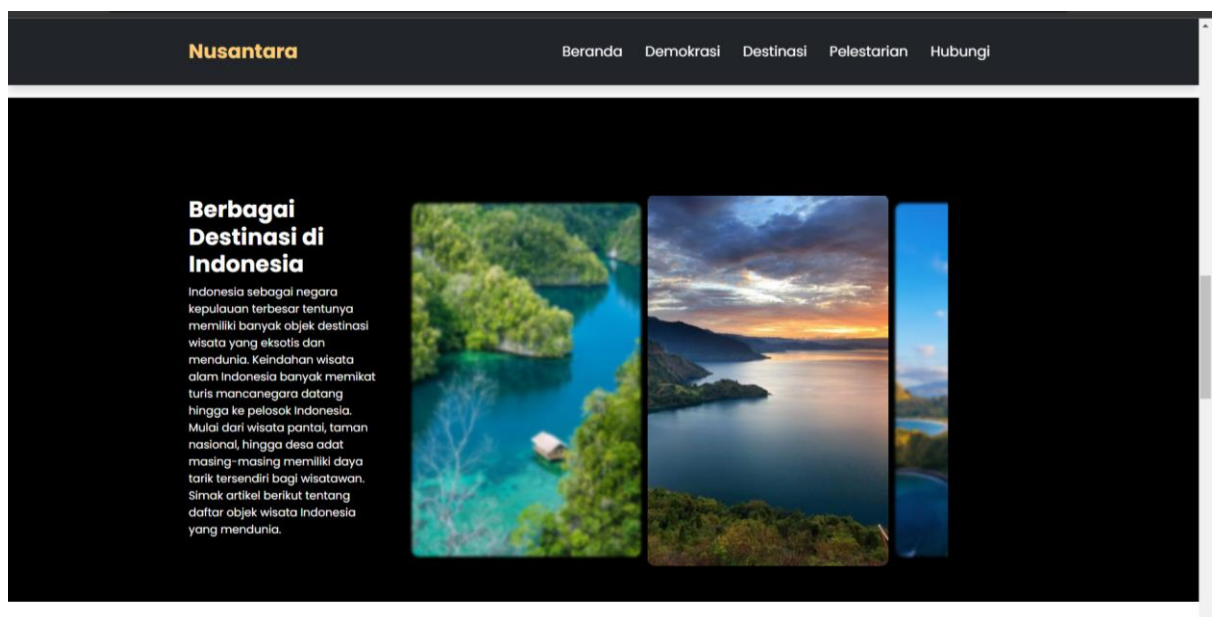 Nusantara
Beranda Demokrasi Destinasi Pelestarian Hubungi
Berbagai
Destinasi di
Indonesia
Indonesia sebagai negara
kepulauan terbesar tentunya
memiliki banyak objek destinasi
wisata yang eksotis dan
mendunia. Keindahan wisata
alam Indonesia banyak memikat
turis mancanegara datang
hingga ke pelosok Indonesia.
Mulai dari wisata pantai, taman
nasional, hingga desa adat
masing-masing memiliki daya
tarik tersendiri bagi wisatawan.
Simak artikel berikut tentang
daftar objek wisata Indonesia
yang mendunia.